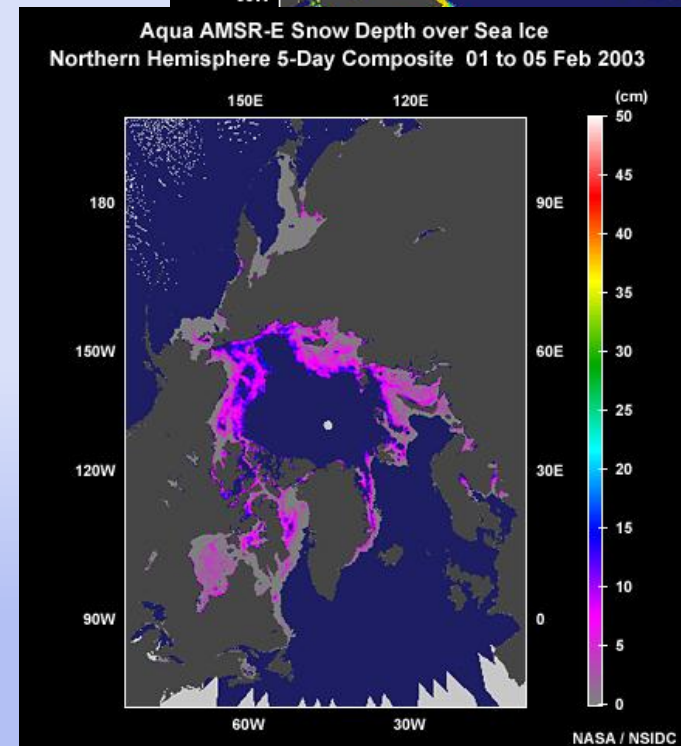 Aqua AMSR-E Snow Depth over Sea Ice
Northern Hemisphere 5-Day Composite 01 to 05 Feb 2003
(cm)
150E 120E
50
45
180 90E
40
35
150W 60E
30
25
120W 30E
20
15
10
90W 0
5
0
60W 30W
NASA / NSIDC